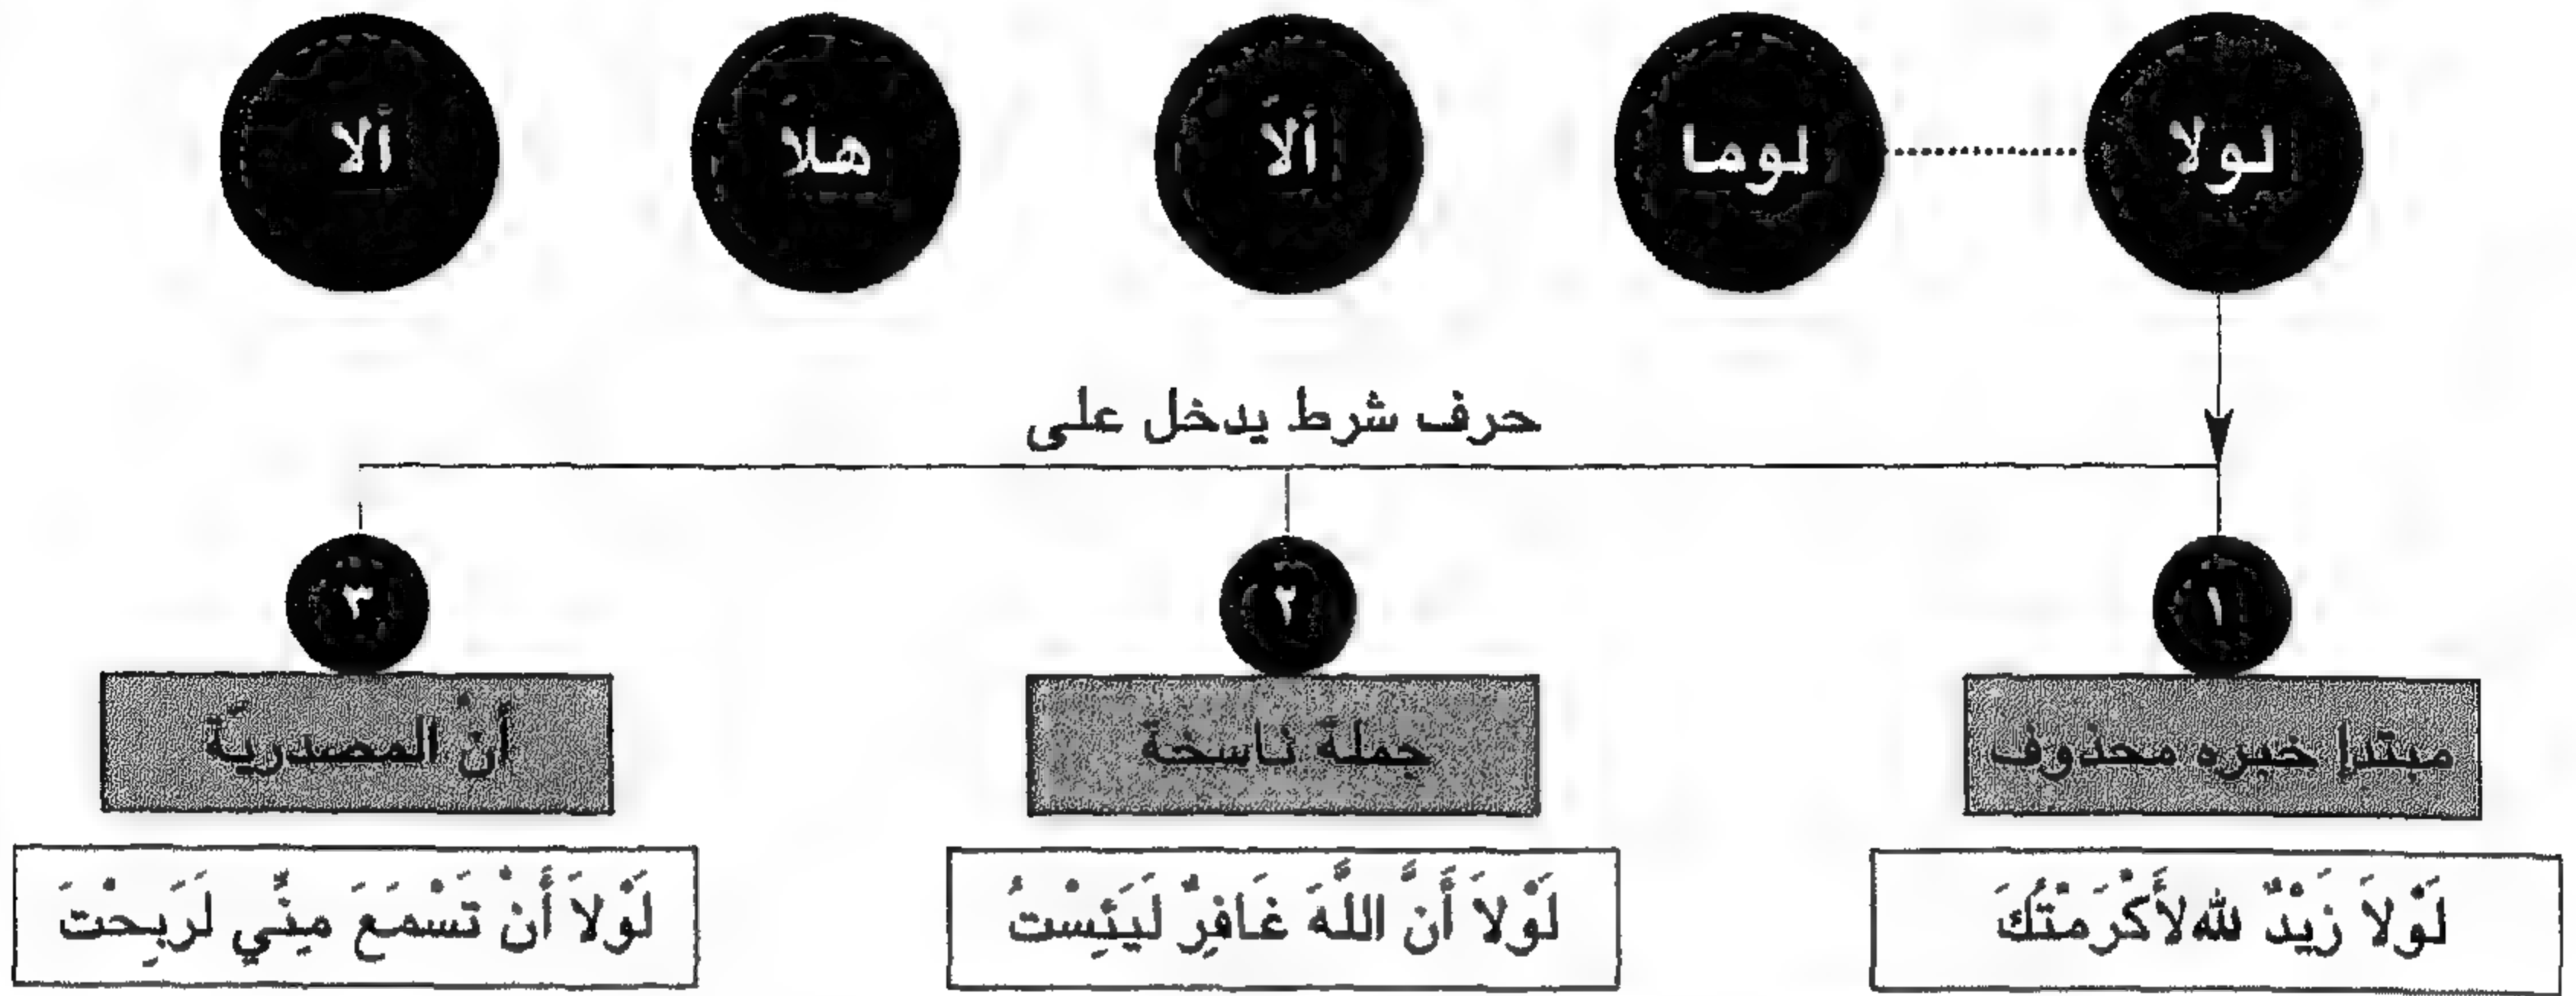 لولا
لوما
ألاّ
هلاّ
ألا
حرف شرط يدخل على
١
٢
٣
مبتدإ خبره محذوف
جملة ناسخة
أنْ المصدريّة
لَوْلاَ زَيْدٌ لله لأَكْرَمْتُكَ
لَوْلاَ أَنَّ اللَّهَ غَافِرٌ لَيَئِسْتُ
لَوْلاَ أَنْ تَسْمَعَ مِنِّي لَرَبِحْتَ